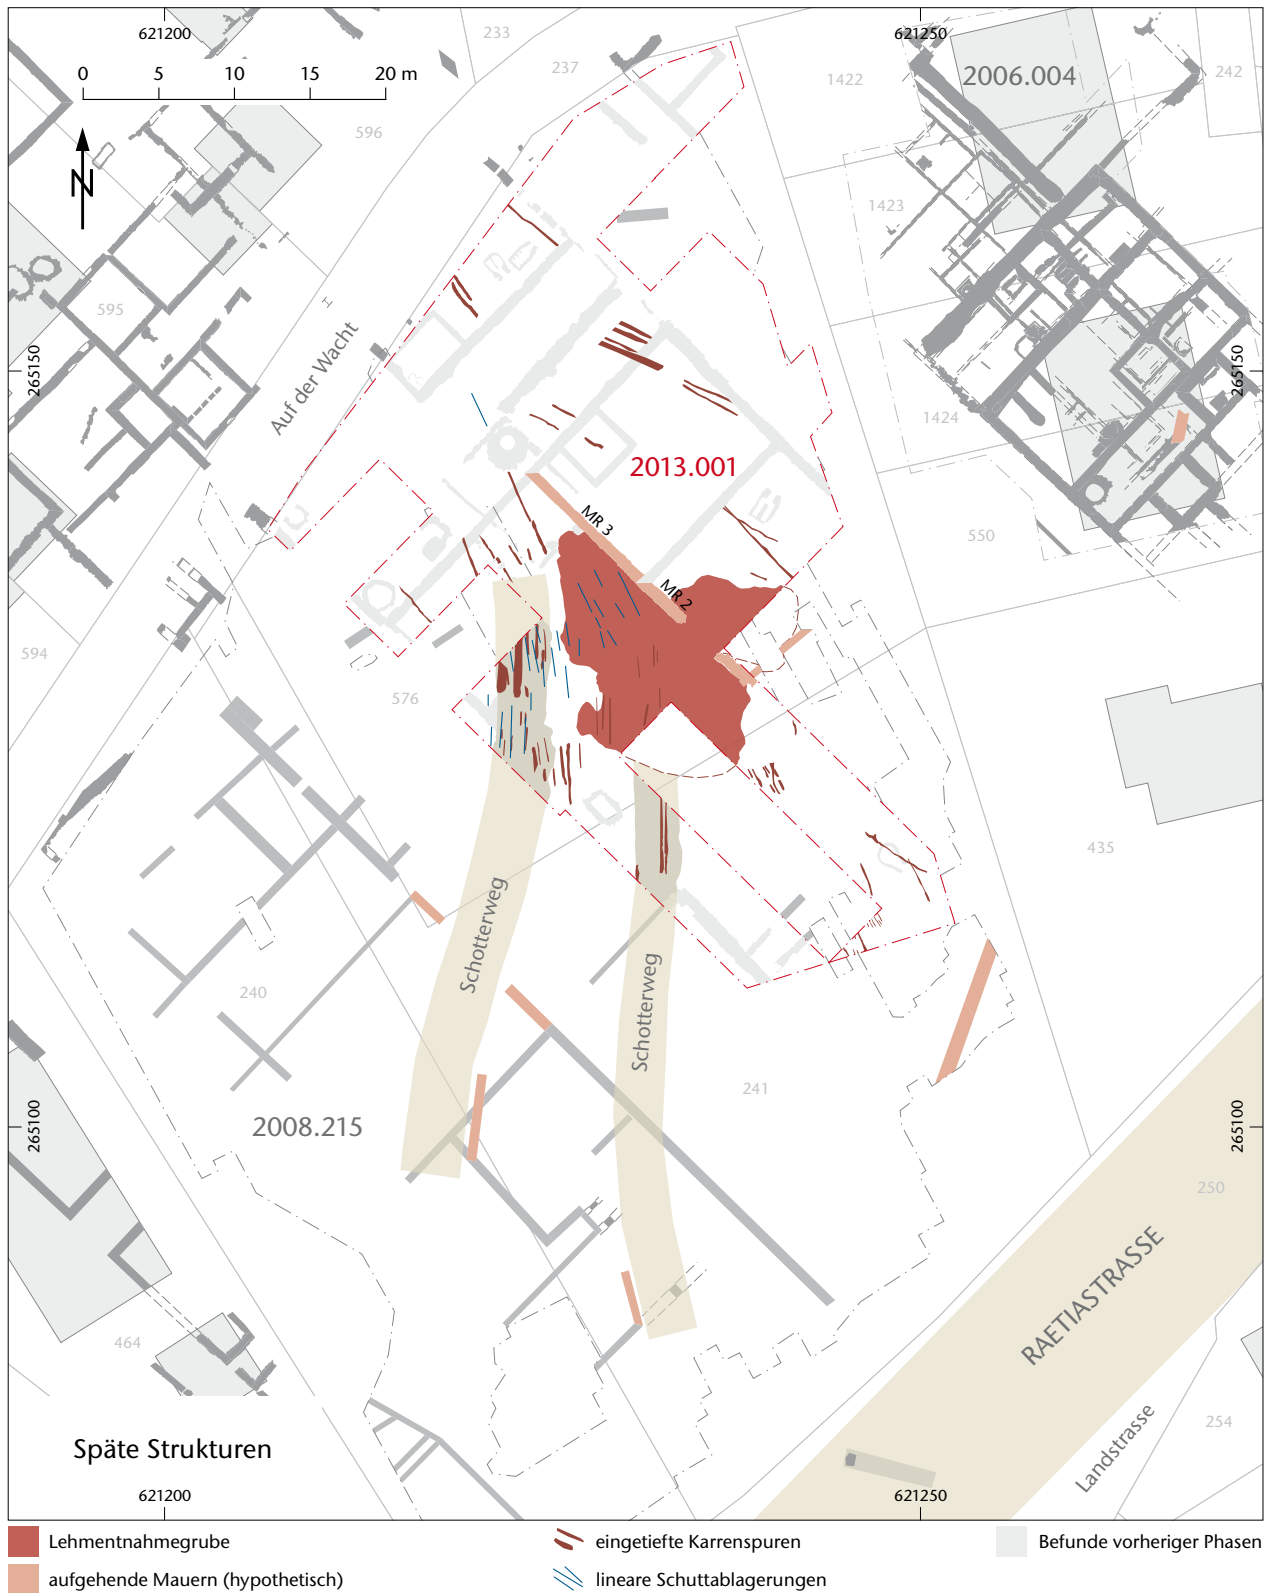 621200
621250
0 5 10 15 20 m
N
233
237
596
1422
2006.004
242
1423
595
Auf der Wacht
265150
265150
1424
2013.001
MR 3
550
MR 2
594
576
435
Schotterweg
Schotterweg
240
241
2008.215
265100
265100
250
RAETIASTRASSE
464
254
Landstrasse
Späte Strukturen
621200
621250
Lehmentnahmegrube
eingetiefte Karrenspuren
Befunde vorheriger Phasen
aufgehende Mauern (hypothetisch)
lineare Schuttablagerungen